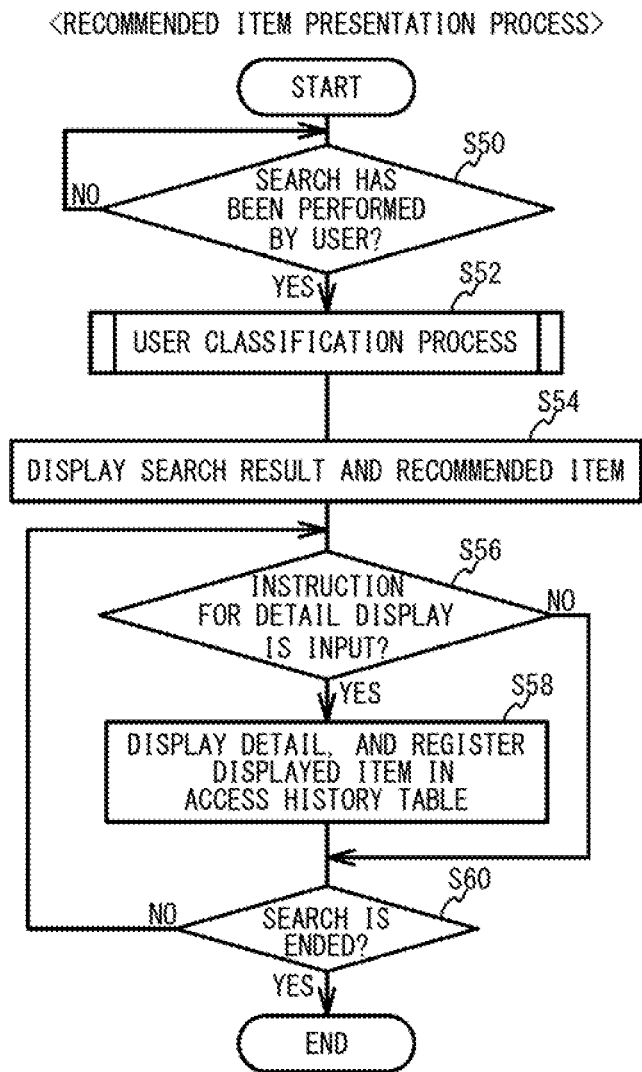 <RECOMMENDED ITEM PRESENTATION PROCESS>
START
S50
SEARCH HAS
BEEN PERFORMED
BY USER?
NO
YES
S52
USER CLASSIFICATION PROCESS
S54
DISPLAY SEARCH RESULT AND RECOMMENDED ITEM
S56
INSTRUCTION
FOR DETAIL DISPLAY
IS INPUT?
NO
YES
S58
DISPLAY DETAIL, AND REGISTER
DISPLAYED ITEM IN
ACCESS HISTORY TABLE
S60
NO
SEARCH IS
ENDED?
YES
END